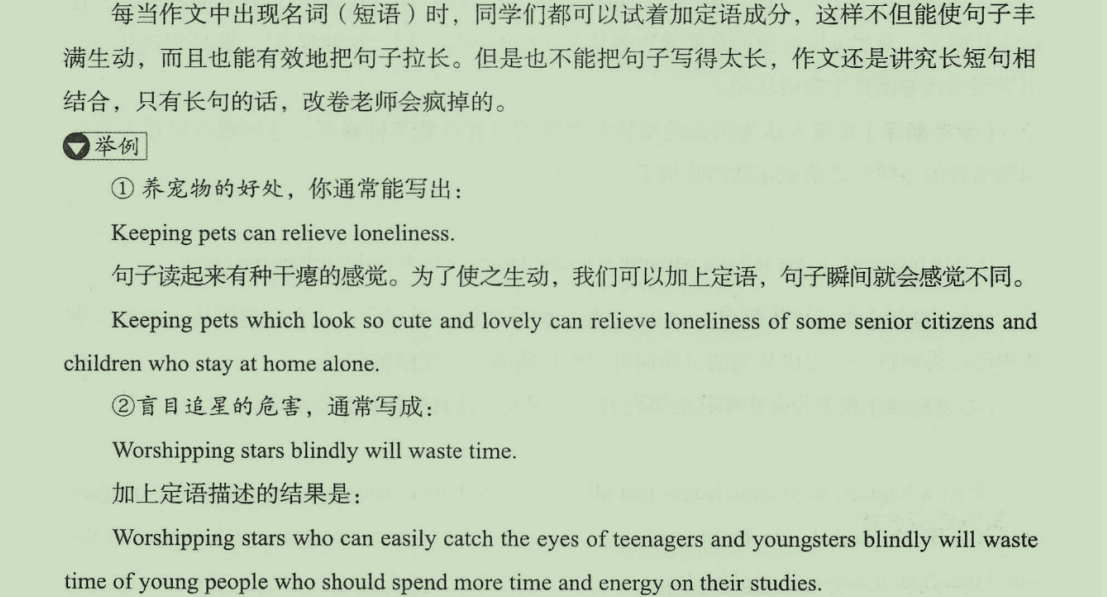 每当作文中出现名词（短语）时，同学们都可以试着加定语成分，这样不但能使句子丰
满生动，而且也能有效地把句子拉长。但是也不能把句子写得太长，作文还是讲究长短句相
结合，只有长句的话，改卷老师会疯掉的。
举例
① 养宠物的好处，你通常能写出：
Keeping pets can relieve loneliness.
句子读起来有种干瘪的感觉。为了使之生动，我们可以加上定语，句子瞬间就会感觉不同。
Keeping pets which look so cute and lovely can relieve loneliness of some senior citizens and
children who stay at home alone.
②盲目追星的危害，通常写成：
Worshipping stars blindly will waste time.
加上定语描述的结果是：
Worshipping stars who can easily catch the eyes of teenagers and youngsters blindly will waste
time of young people who should spend more time and energy on their studies.